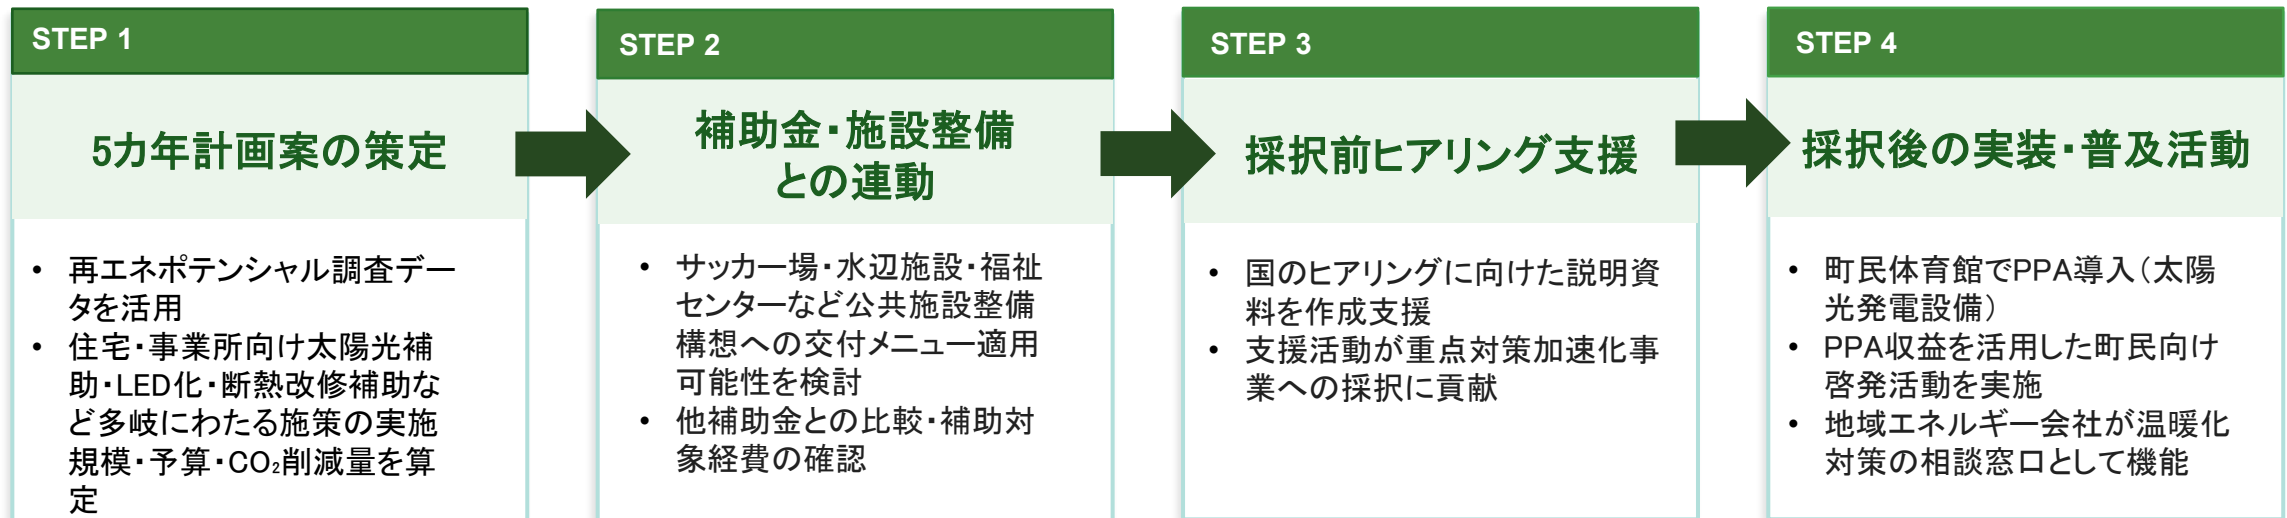 STEP 1
5カ年計画案の策定
• 再エネポテンシャル調査デー
タを活用
• 住宅・事業所向け太陽光補
助・LED化・断熱改修補助な
ど多岐にわたる施策の実施
規模・予算・CO₂削減量を算
定
STEP 2
補助金・施設整備
との連動
• サッカー場・水辺施設・福祉
センターなど公共施設整備
構想への交付メニュー適用
可能性を検討
• 他補助金との比較・補助対
象経費の確認
STEP 3
採択前ヒアリング支援
• 国のヒアリングに向けた説明資
料を作成支援
• 支援活動が重点対策加速化事
業への採択に貢献
STEP 4
採択後の実装・普及活動
• 町民体育館でPPA導入（太陽
光発電設備）
• PPA収益を活用した町民向け
啓発活動を実施
• 地域エネルギー会社が温暖化
対策の相談窓口として機能